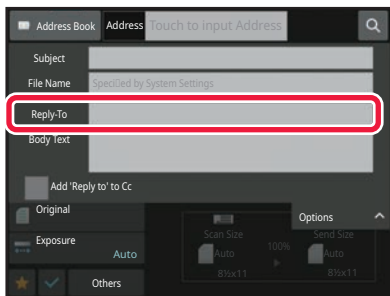 Address Book Address Touch to input Address
Subject
File Name Specified by System Settings
Reply-To
Body Text
Add 'Reply to' to Cc
Original
Options
Scan Size Send Size
Exposure
Auto
100%
Auto Auto
8½x11 8½x11
Others